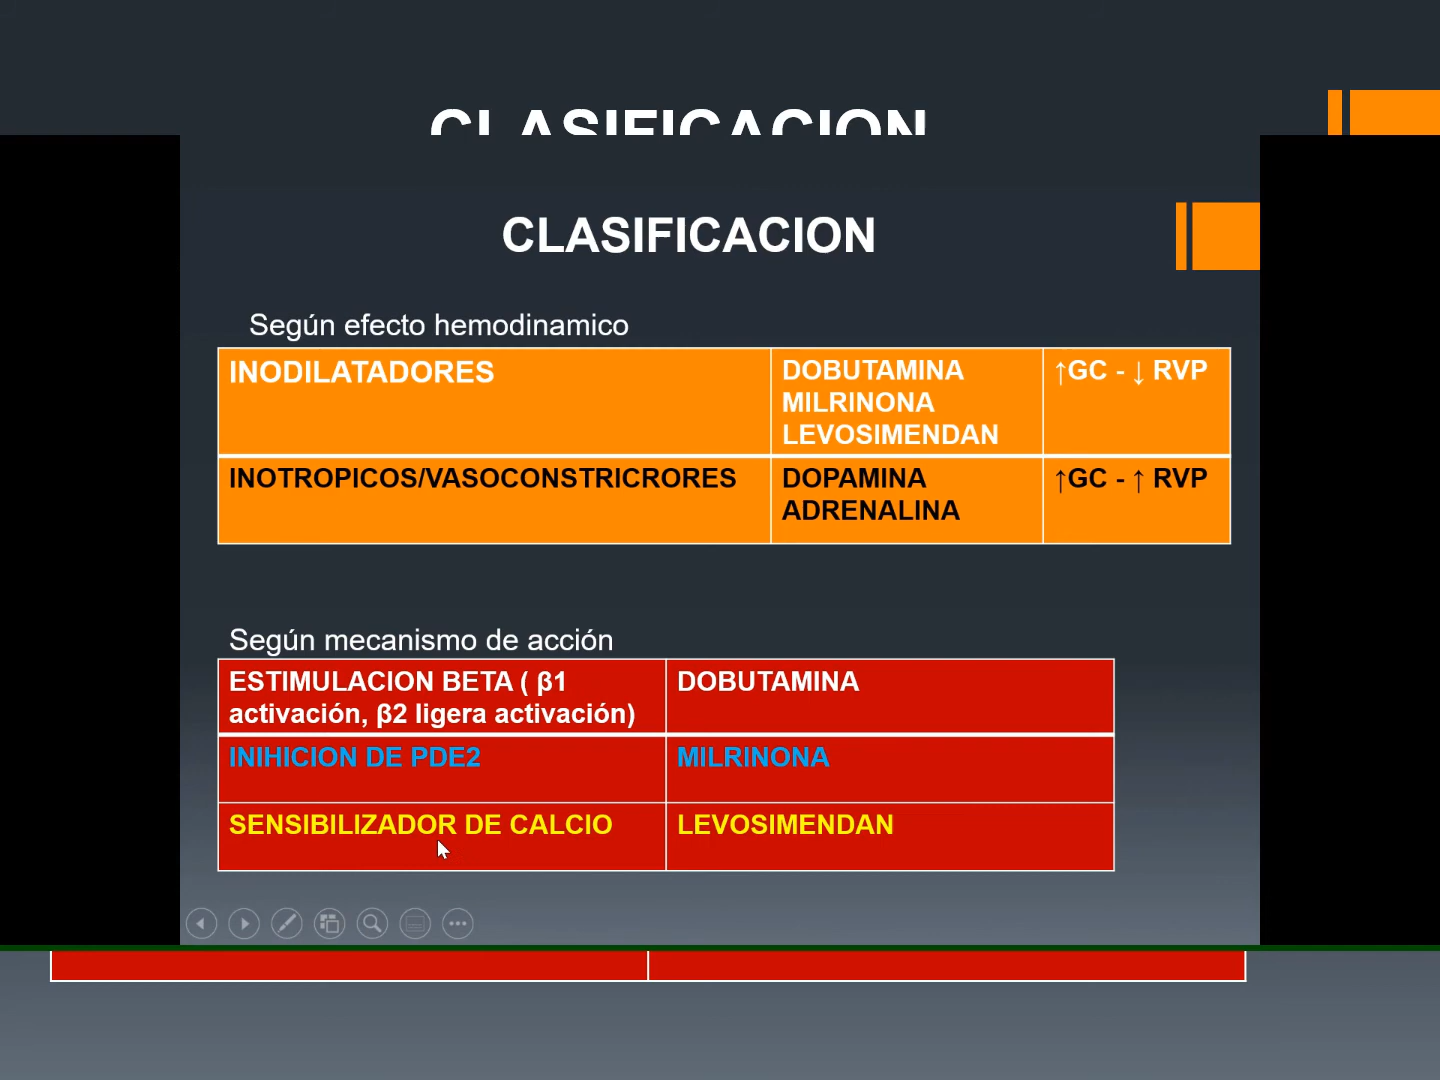 CLASIFICACION
CLASIFICACION
Según efecto hemodinamico
INODILATADORES
DOBUTAMINA
MILRINONA
LEVOSIMENDAN
↑GC - ↓ RVP
INOTROPICOS/VASOCONSTRICRORES
DOPAMINA
ADRENALINA
↑GC - ↑ RVP
Según mecanismo de acción
ESTIMULACION BETA ( β1
activación, β2 ligera activación)
DOBUTAMINA
INIHICION DE PDE2
MILRINONA
SENSIBILIZADOR DE CALCIO
LEVOSIMENDAN